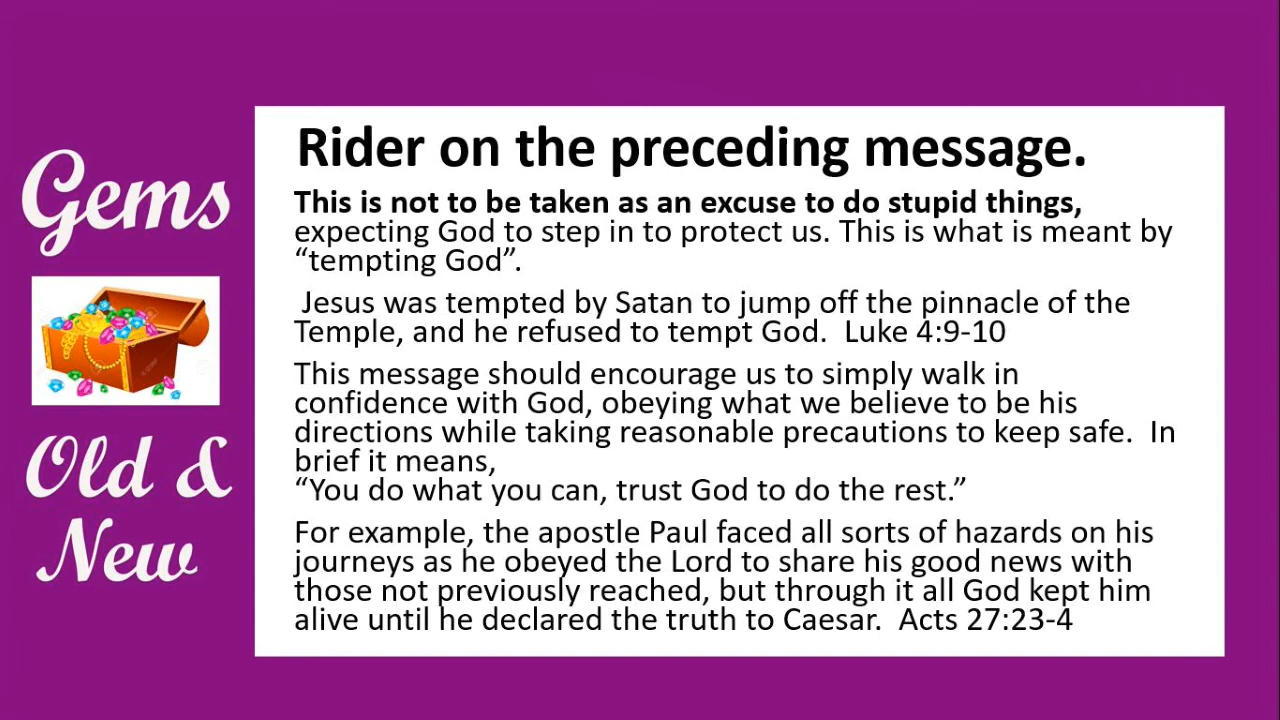 Gems
Old &
New
Rider on the preceding message.
This is not to be taken as an excuse to do stupid things,
expecting God to step in to protect us. This is what is meant by
“tempting God”.
Jesus was tempted by Satan to jump off the pinnacle of the
Temple, and he refused to tempt God.  Luke 4:9-10
This message should encourage us to simply walk in
confidence with God, obeying what we believe to be his
directions while taking reasonable precautions to keep safe.  In
brief it means,
“You do what you can, trust God to do the rest.”
For example, the apostle Paul faced all sorts of hazards on his
journeys as he obeyed the Lord to share his good news with
those not previously reached, but through it all God kept him
alive until he declared the truth to Caesar.  Acts 27:23-4